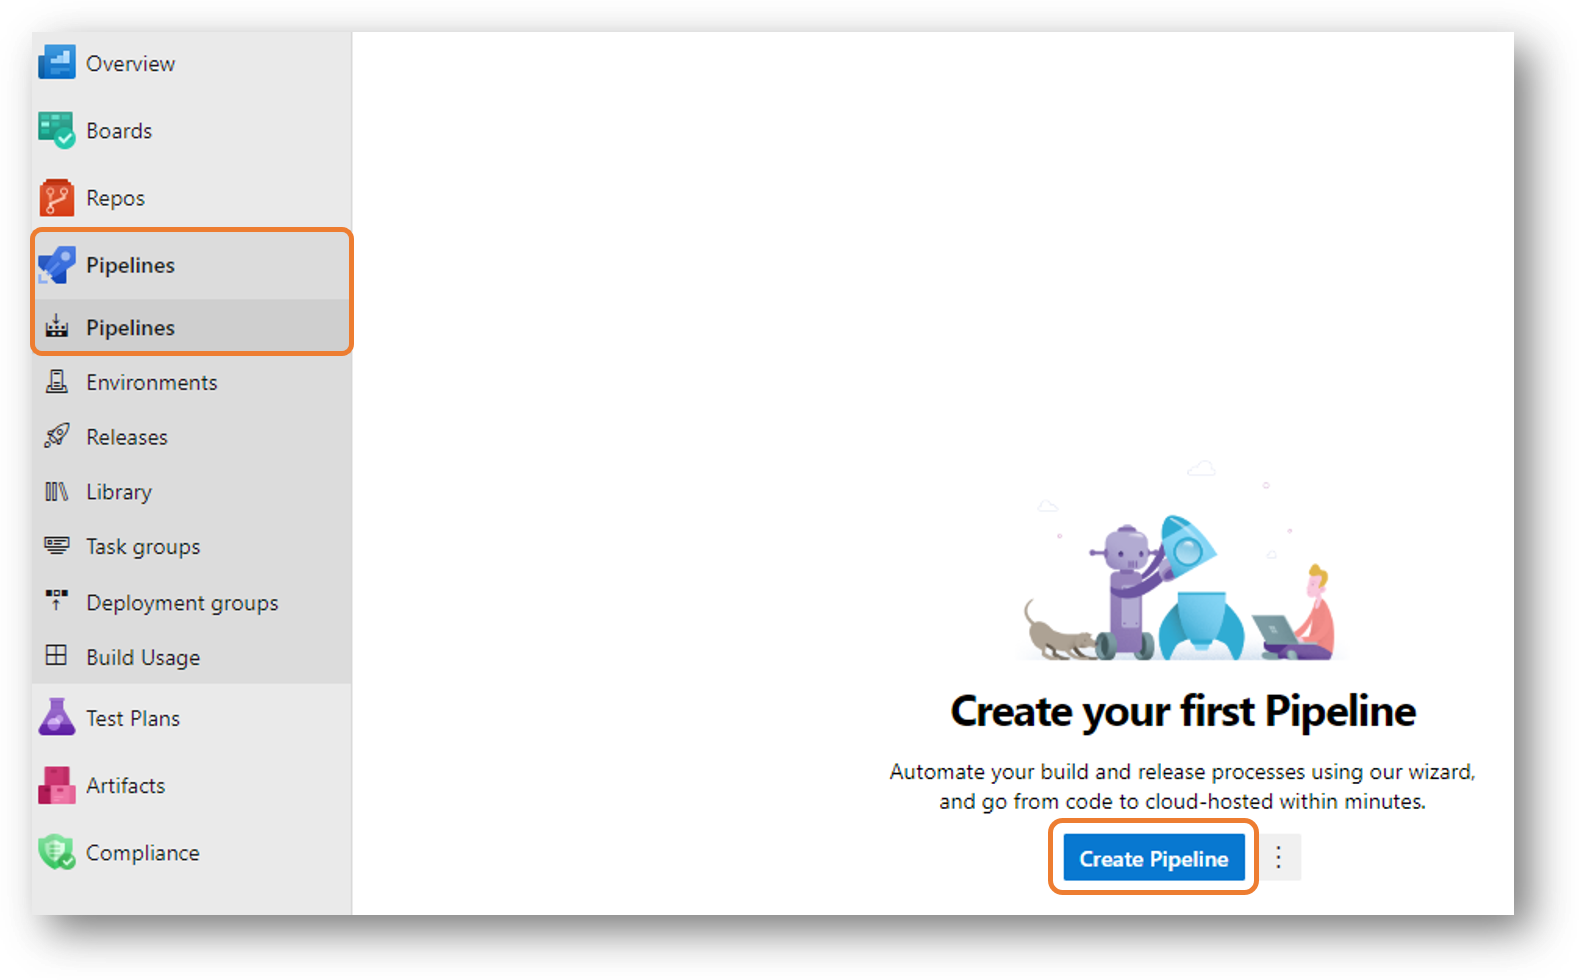 Overview
Boards
Repos
Pipelines
Pipelines
Environments
Releases
Library
Task groups
Deployment groups
Build Usage
Test Plans
Artifacts
Compliance
Create your first Pipeline
Automate your build and release processes using our wizard,
and go from code to cloud-hosted within minutes.
Create Pipeline